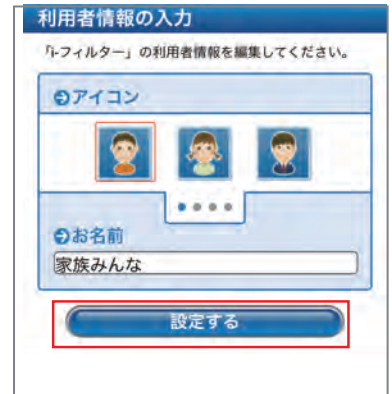 利用者情報の入力
「i-フィルター」の利用者情報を編集してください。
アイコン
お名前
家族みんな
設定する